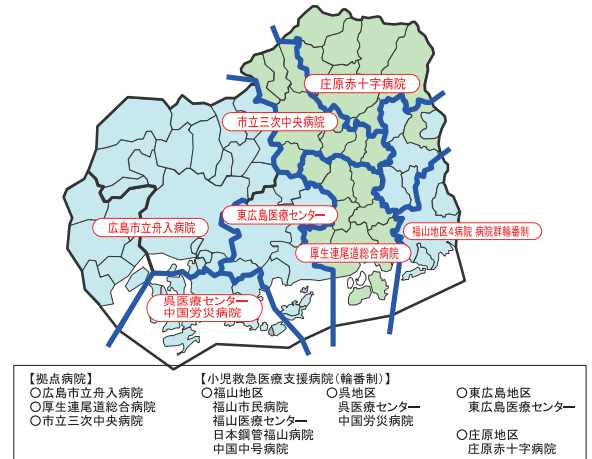 庄原赤十字病院
市立三次中央病院
東広島医療センター
広島市立舟入病院
福山地区4病院 病院群輪番制
厚生連尾道総合病院
呉医療センター
中国労災病院
【拠点病院】
○広島市立舟入病院
○厚生連尾道総合病院
○市立三次中央病院
【小児救急医療支援病院(輪番制)】
○福山地区
福山市民病院
福山医療センター
日本鋼管福山病院
中国中号病院
○呉地区
呉医療センター
中国労災病院
○東広島地区
東広島医療センター
○庄原地区
庄原赤十字病院